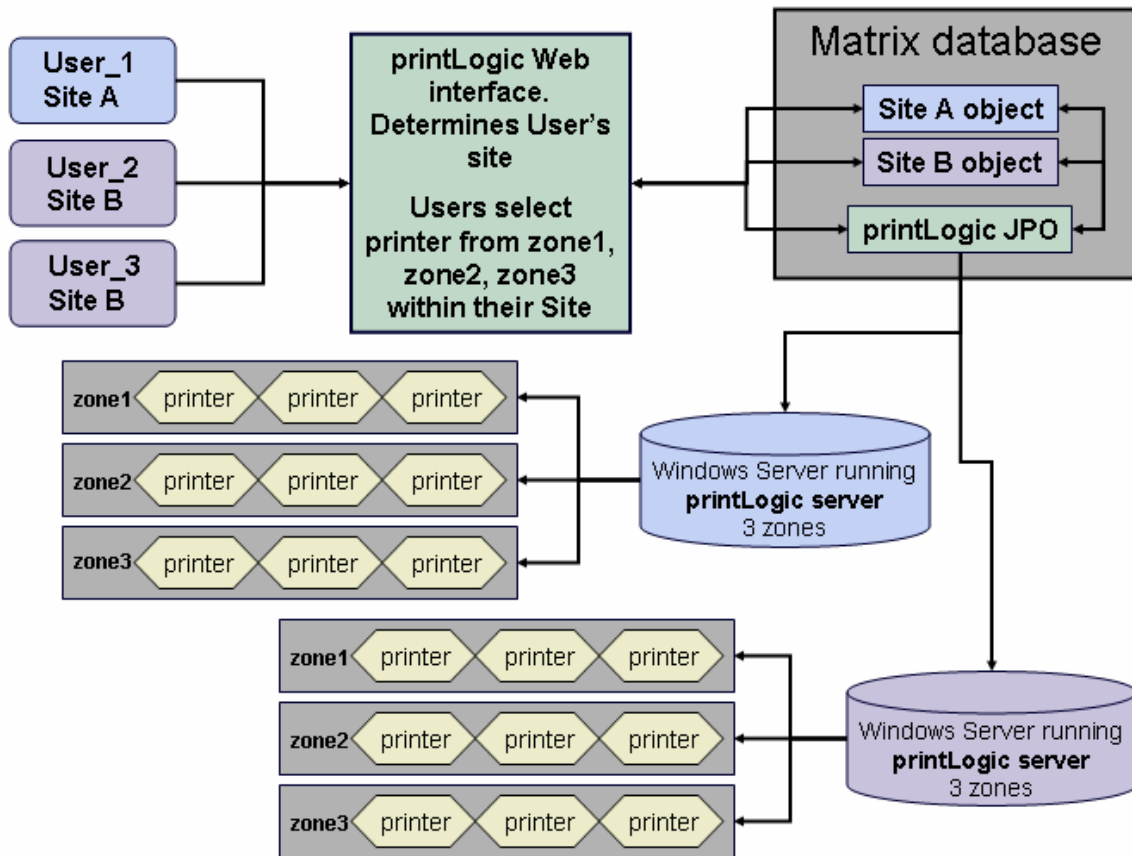 User_1
Site A
User_2
Site B
User_3
Site B
printLogic Web
interface.
Determines User's
site
Users select
printer from zone1,
zone2, zone3
within their Site
Matrix database
Site A object
Site B object
printLogic JPO
zone1 printer printer printer
zone2 printer printer printer
zone3 printer printer printer
Windows Server running
printLogic server
3 zones
zone1 printer printer printer
zone2 printer printer printer
zone3 printer printer printer
Windows Server running
printLogic server
3 zones